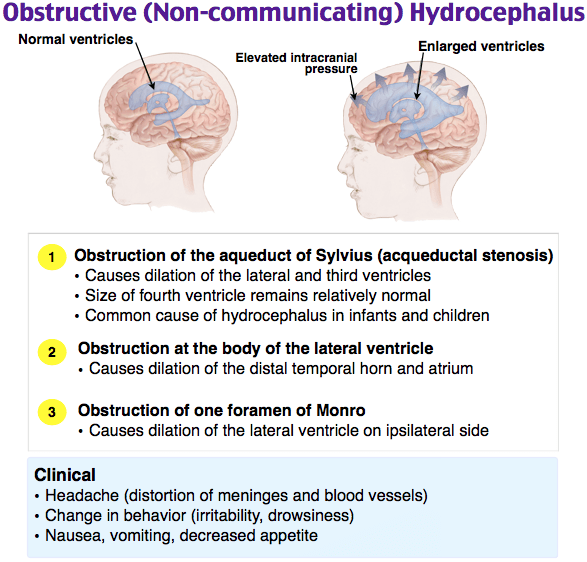 Obstructive (Non-communicating) Hydrocephalus
Normal ventricles
Elevated intracranial
pressure
Enlarged ventricles
1 Obstruction of the aqueduct of Sylvius (acqueductal stenosis)
• Causes dilation of the lateral and third ventricles
• Size of fourth ventricle remains relatively normal
• Common cause of hydrocephalus in infants and children
2 Obstruction at the body of the lateral ventricle
• Causes dilation of the distal temporal horn and atrium
3 Obstruction of one foramen of Monro
• Causes dilation of the lateral ventricle on ipsilateral side
Clinical
• Headache (distortion of meninges and blood vessels)
• Change in behavior (irritability, drowsiness)
• Nausea, vomiting, decreased appetite